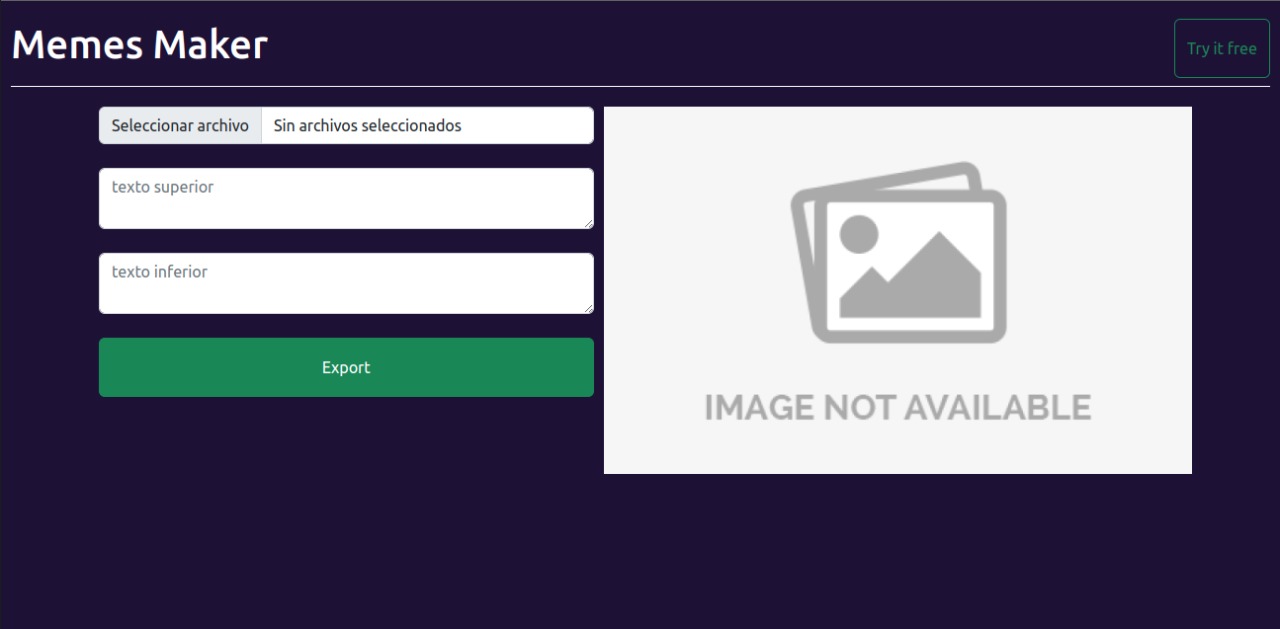 Memes Maker
Try it free
Seleccionar archivo Sin archivos seleccionados
texto superior
texto inferior
Export
IMAGE NOT AVAILABLE